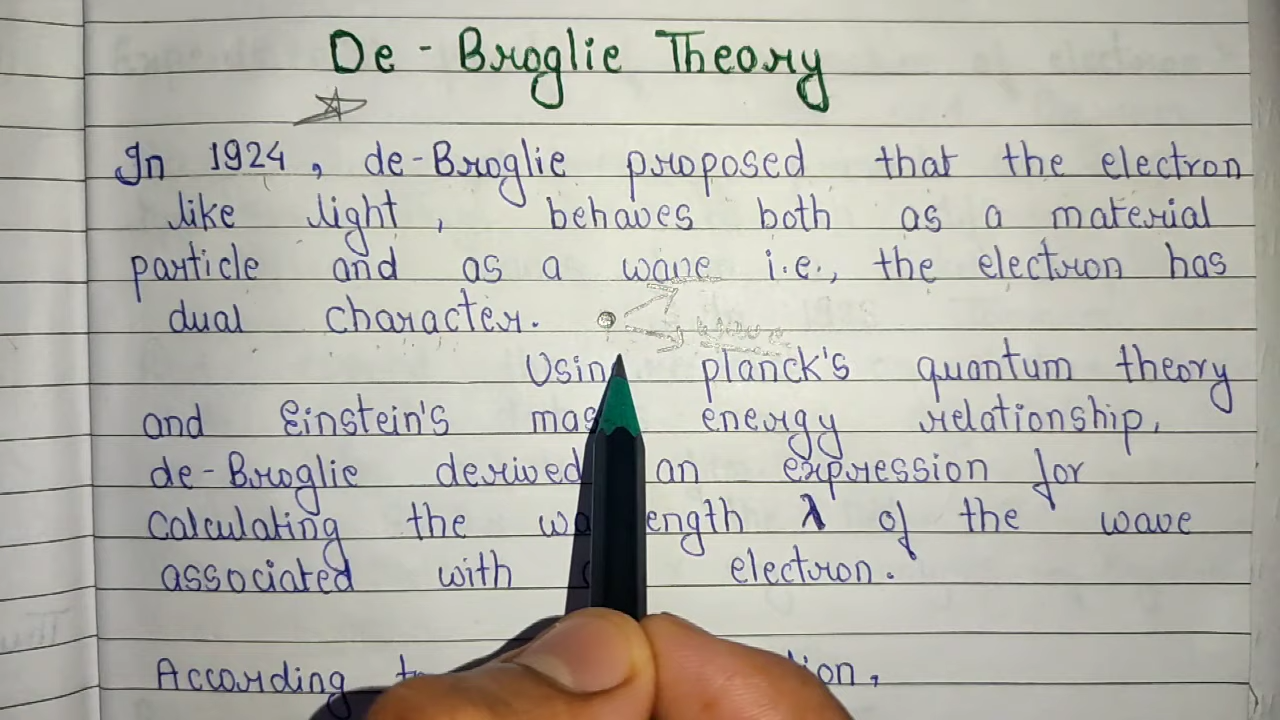 De - Broglie Theory
In 1924, de-Broglie proposed that the electron
like light, behaves both as a material
particle and as a wave i.e., the electron has
dual character.
wave
Using planck's quantum theory
and Einstein's energy relationship,
de-Broglie derived an expression for
calculating the λ of the wave
associated with electron.
According